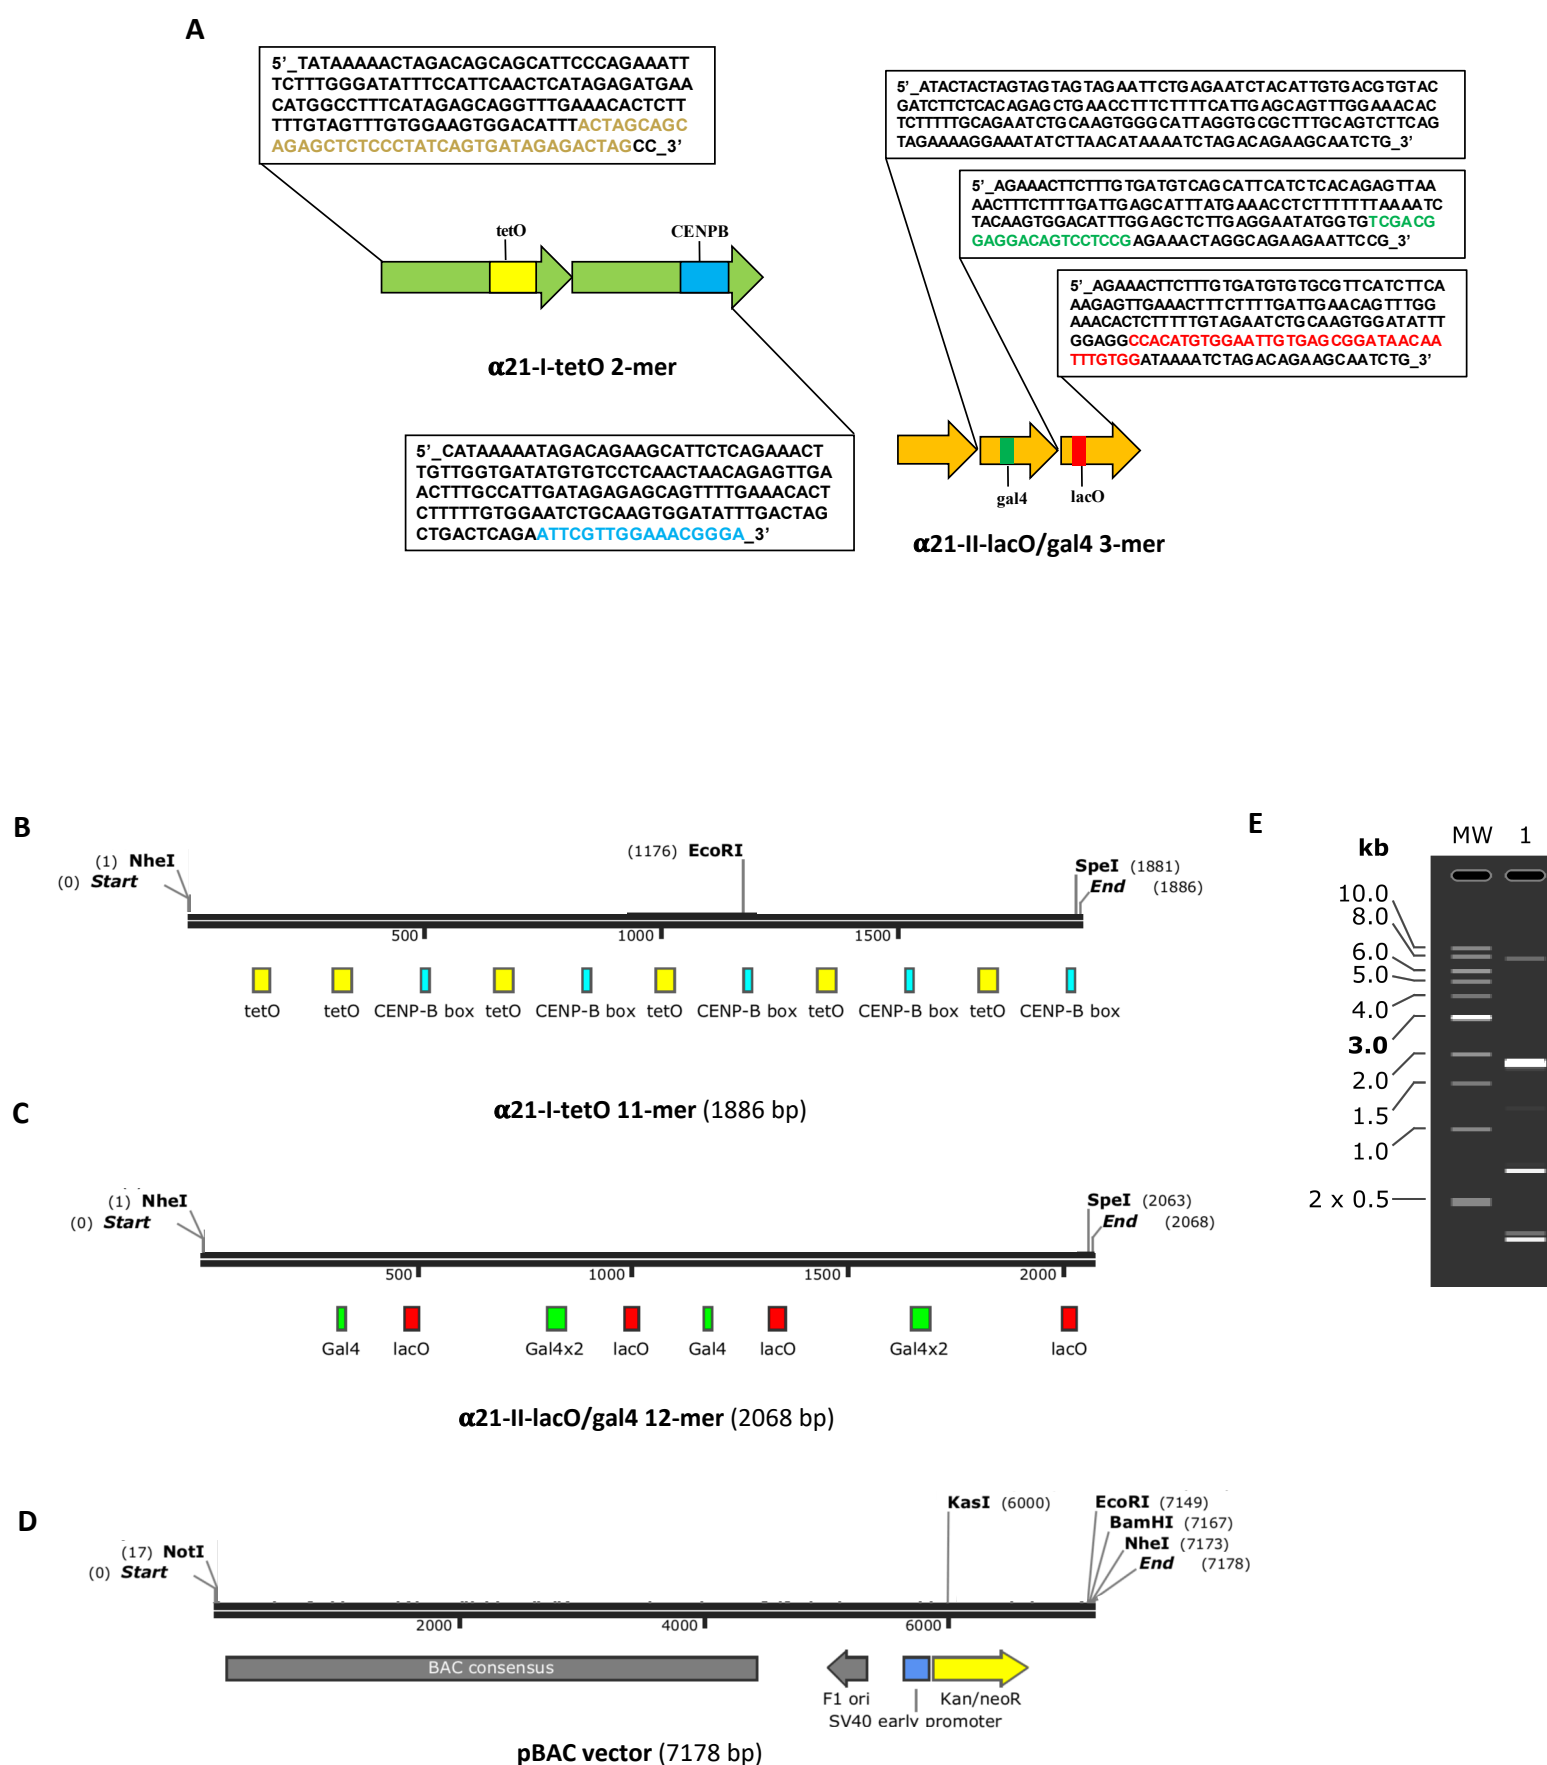 A
5’_TATAAAAACTAGACAGCAGCATTCCCAGAAATT
TCTTTGGGATATTTCCATTCAACTCATAGAGATGAA
CATGGCCTTTCATAGAGCAGGTTTGAAACACTCTT
TTTGTAGTTTGTGGAAGTGGACATTTACTAGCAGC
AGAGCTCTCCCTATCAGTGATAGAGACTAGCC_3’
tetO
CENPB
α21-I-tetO 2-mer
5’_CATAAAAATAGACAGAAGCATTCTCAGAAACT
TGTTGGTGATATGTGTCCTCAACTAACAGAGTTGA
ACTTTGCCATTGATAGAGAGCAGTTTTGAAACACT
CTTTTTGTGGAATCTGCAAGTGGATATTTGACTAG
CTGACTCAGAATTCGTTGGAAACGGGA_3’
5’_ATACTACTAGTAGTAGTAGAATTCTGAGAATCTACATTGTGACGTGTAC
GATCTTCTCACAGAGCTGAACCTTTCTTTTCATTGAGCAGTTTGGAAACAC
TCTTTTTGCAGAATCTGCAAGTGGGCATTAGGTGCGCTTTGCAGTCTTCAG
TAGAAAAGGAAATATCTTAACATAAAATCTAGACAGAAGCAATCTG_3’
5’_AGAAACTTCTTTGTGATGTCAGCATTCATCTCACAGAGTTAA
AACTTTCTTTTGATTGAGCATTTATGAAACCTCTTTTTTTAAAATC
TACAAGTGGACATTTGGAGCTCTTGAGGAATATGGTGTCGACG
GAGGACAGTCCTCCGAGAAACTAGGCAGAAGAATTCCG_3’
5’_AGAAACTTCTTTGTGATGTGTGCGTTCATCTTCA
AAGAGTTGAAACTTTCTTTTGATTGAACAGTTTGG
AAACACTCTTTTTGTAGAATCTGCAAGTGGATATTT
GGAGGCCACATGTGGAATTGTGAGCGGATAACAA
TTTGTGGATAAAATCTAGACAGAAGCAATCTG_3’
gal4
lacO
α21-II-lacO/gal4 3-mer
B
(1) NheI
(0) Start
(1176) EcoRI
SpeI (1881)
End (1886)
500
1000
1500
tetO tetO CENP-B box tetO CENP-B box tetO CENP-B box tetO CENP-B box tetO CENP-B box
α21-I-tetO 11-mer (1886 bp)
C
(1) NheI
(0) Start
SpeI (2063)
End (2068)
500
1000
1500
2000
Gal4 lacO Gal4x2 lacO Gal4 lacO Gal4x2 lacO
α21-II-lacO/gal4 12-mer (2068 bp)
D
(17) NotI
(0) Start
KasI (6000)
EcoRI (7149)
BamHI (7167)
NheI (7173)
End (7178)
2000
4000
6000
BAC consensus
F1 ori
Kan/neoR
SV40 early promoter
pBAC vector (7178 bp)
E
MW 1
kb
10.0
8.0
6.0
5.0
4.0
3.0
2.0
1.5
1.0
2 x 0.5